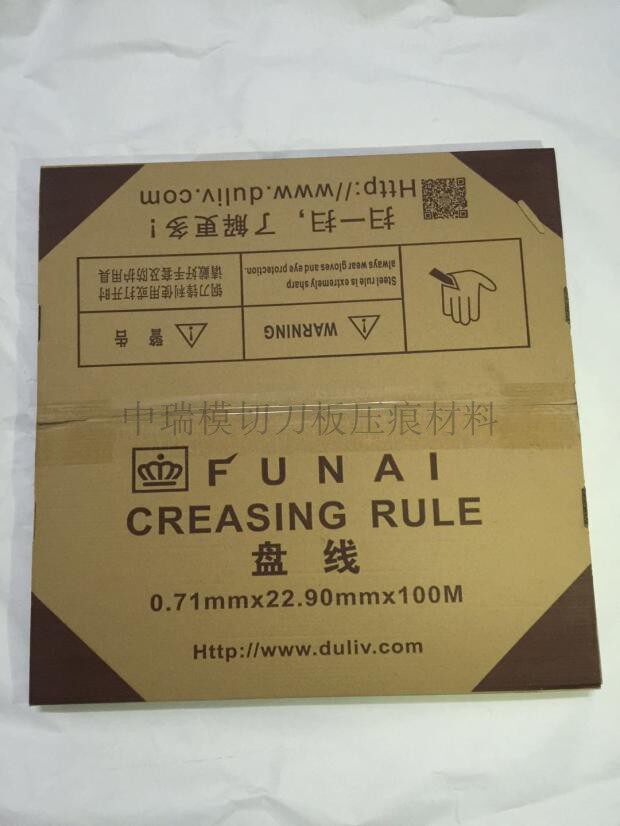 Http://www.duliv.com
扫一扫，了解更多！
Steel rule is extremely sharp
always wear gloves and eye protection.
钢刀锋利使用或打开时
请戴好手套及防护用具
WARNING
警 告
中瑞模切刀板压痕材料
FUNAI
CREASING RULE
盘 线
0.71mmx22.90mmx100M
Http://www.duliv.com